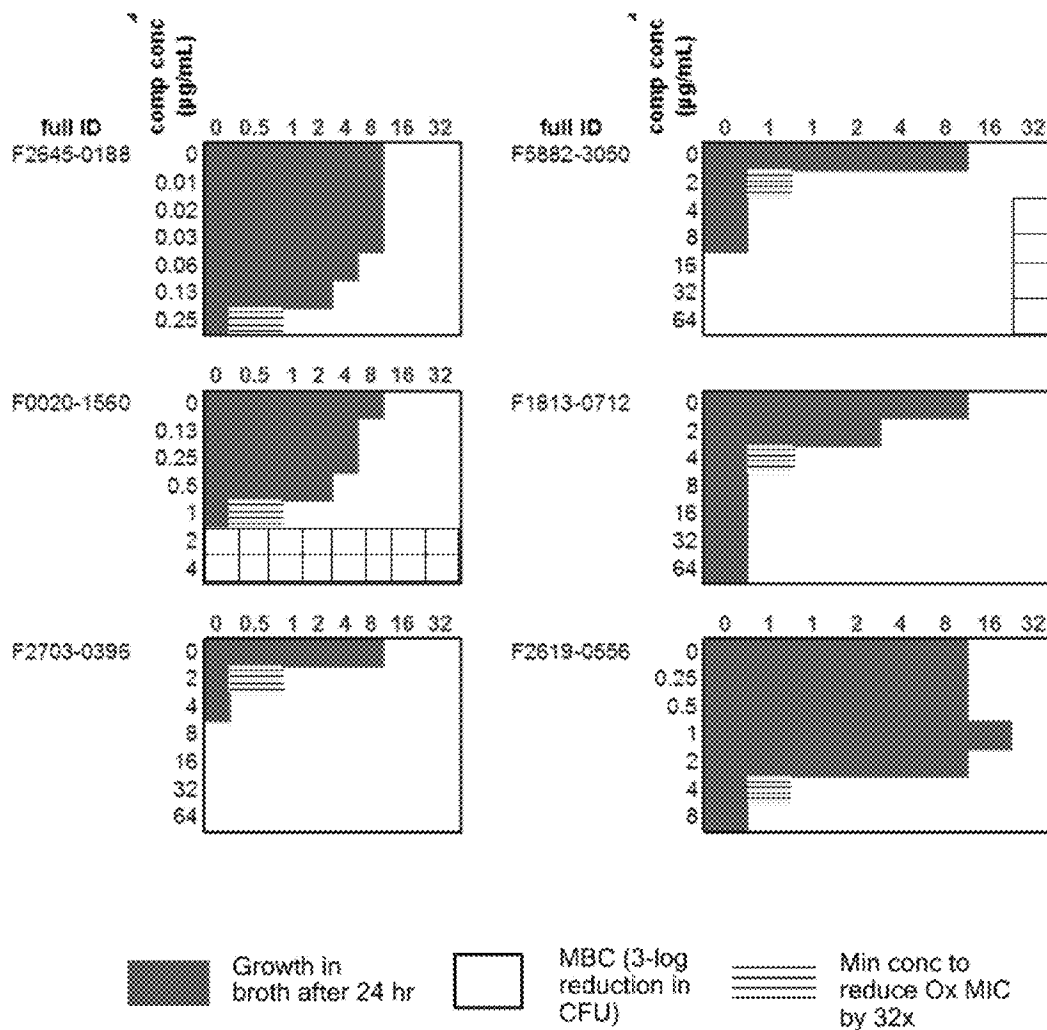 comp conc
(µg/mL)
full ID
0 0.5 1 2 4 8 16 32
F2645-0188
0
0.01
0.02
0.03
0.06
0.13
0.25
comp conc
(µg/mL)
full ID
0 1 1 2 4 8 16 32
F5882-3050
0
2
4
8
16
32
64
0 0.5 1 2 4 8 16 32
F0020-1560
0
0.13
0.25
0.5
1
2
4
F1813-0712
0
2
4
8
16
32
64
0 0.5 1 2 4 8 16 32
F2703-0395
0
2
4
8
16
32
64
0 1 1 2 4 8 16 32
F2619-0556
0
0.25
0.5
1
2
4
8
Growth in
broth after 24 hr
MBC (3-log
reduction in
CFU)
Min conc to
reduce Ox MIC
by 32x